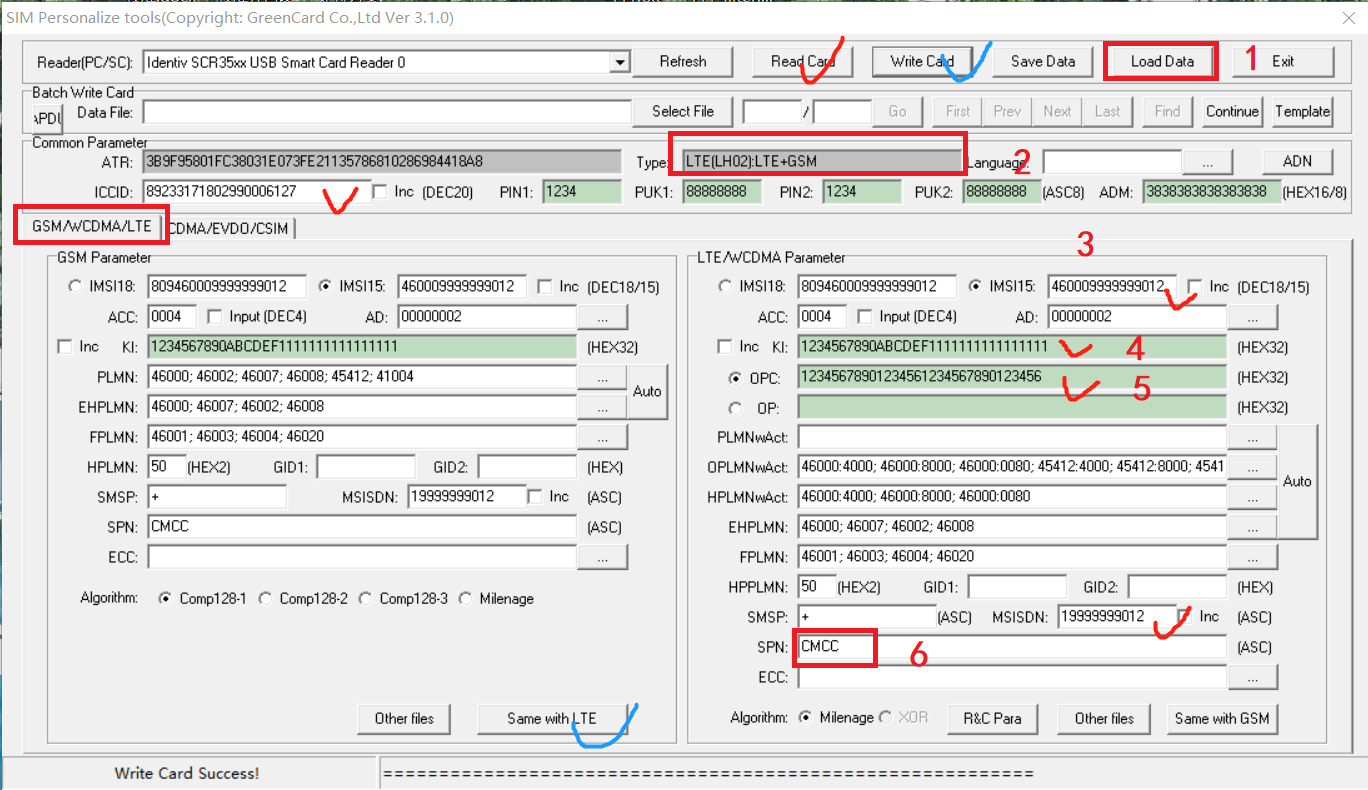 SIM Personalize tools(Copyright: GreenCard Co.,Ltd Ver 3.1.0)
Reader(PC/SC): Identiv SCR35xx USB Smart Card Reader 0 Refresh Read Card Write Card Save Data Load Data 1 Exit
Batch Write Card
APDU Data File: Select File / Go First Prev Next Last Find Continue Template
Common Parameter
ATR: 3B9F95801FC38031E073FE21135786810286984418A8 Type: LTE(LH02):LTE+GSM 2 Language: ... ADN
ICCID: 89233171802990006127 Inc (DEC20) PIN1: 1234 PUK1: 88888888 PIN2: 1234 PUK2: 88888888 (ASC8) ADM: 3838383838383838 (HEX16/8)
GSM/WCDMA/LTE CDMA/EVDO/CSIM
3
GSM Parameter
IMSI18: 809460009999999012 IMSI15: 460009999999012 Inc (DEC18/15)
ACC: 0004 Input (DEC4) AD: 00000002 ...
Inc KI: 1234567890ABCDEF1111111111111111 (HEX32)
PLMN: 46000; 46002; 46007; 46008; 45412; 41004 ...
Auto
EHPLMN: 46000; 46007; 46002; 46008 ...
FPLMN: 46001; 46003; 46004; 46020 ...
HPLMN: 50 (HEX2) GID1: GID2: (HEX)
SMSP: + MSISDN: 19999999012 Inc (ASC)
SPN: CMCC (ASC)
ECC: ...
Algorithm: Comp128-1 Comp128-2 Comp128-3 Milenage
Other files Same with LTE
LTE/WCDMA Parameter
IMSI18: 809460009999999012 IMSI15: 460009999999012 Inc (DEC18/15)
ACC: 0004 Input (DEC4) AD: 00000002 ...
Inc KI: 1234567890ABCDEF1111111111111111 4 (HEX32)
OPC: 12345678901234561234567890123456 5 (HEX32)
OP: (HEX32)
PLMNwAct: ...
OPLMNwAct: 46000:4000; 46000:8000; 46000:0080; 45412:4000; 45412:8000; 4541 ...
Auto
HPLMNwAct: 46000:4000; 46000:8000; 46000:0080 ...
EHPLMN: 46000; 46007; 46002; 46008 ...
FPLMN: 46001; 46003; 46004; 46020 ...
HPPLMN: 50 (HEX2) GID1: GID2: (HEX)
SMSP: + (ASC) MSISDN: 19999999012 Inc (ASC)
SPN: CMCC 6 (ASC)
ECC: ...
Algorithm: Milenage XOR R&C Para Other files Same with GSM
Write Card Success! ==========================================================